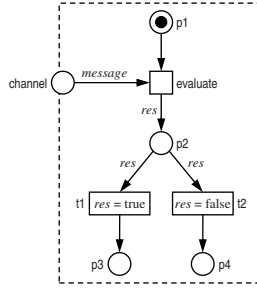 p1
channel
message
evaluate
res
p2
res
res
t1
res = true
res = false
t2
p3
p4